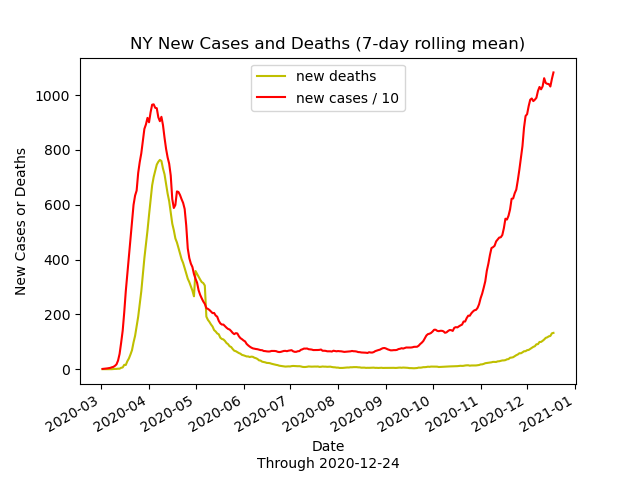 NY New Cases and Deaths (7-day rolling mean)
new deaths
new cases / 10
New Cases or Deaths
1000
800
600
400
200
0
2020-03
2020-04
2020-05
2020-06
2020-07
2020-08
2020-09
2020-10
2020-11
2020-12
2021-01
Date
Through 2020-12-24